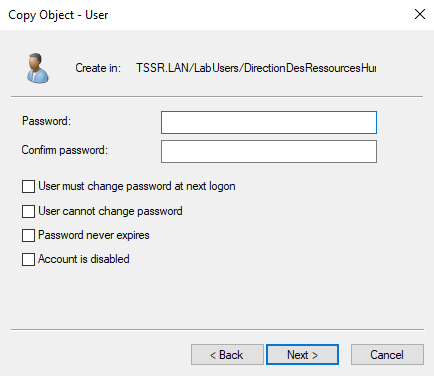 Copy Object - User
Create in: TSSR.LAN/LabUsers/DirectionDesRessourcesHu
Password:
Confirm password:
User must change password at next logon
User cannot change password
Password never expires
Account is disabled
< Back Next > Cancel